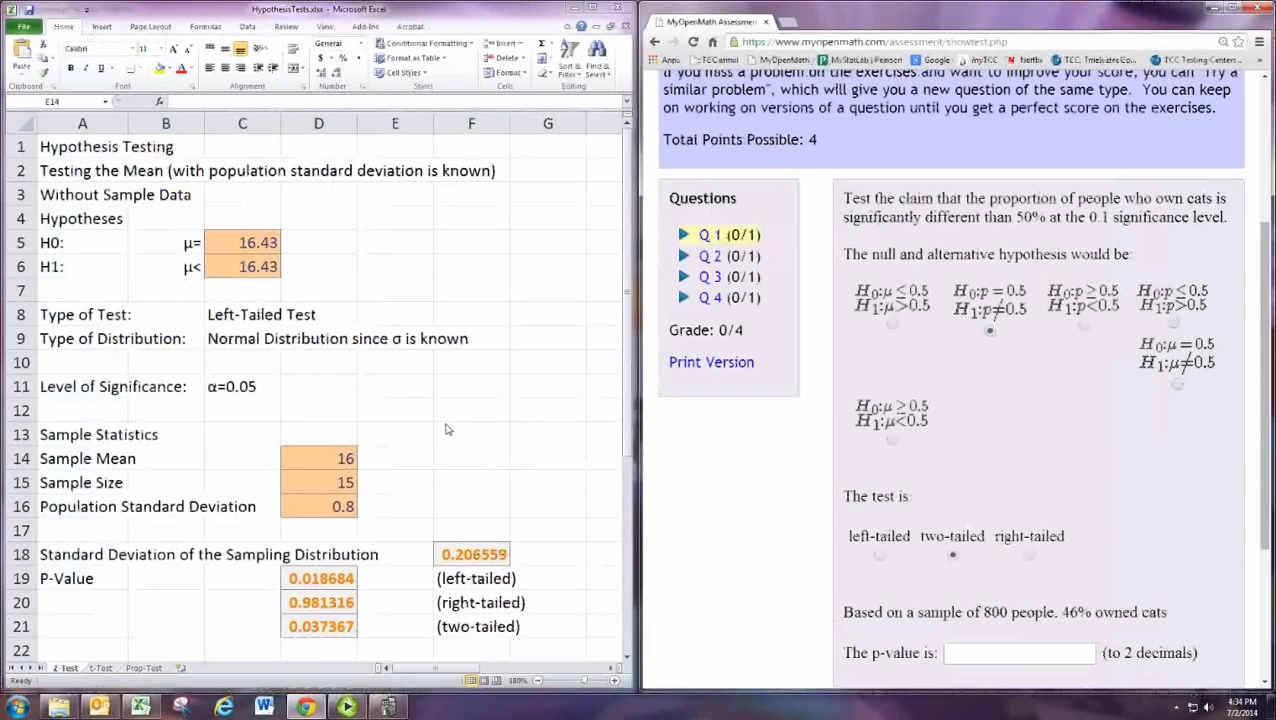 HypothesisTests.xlsx - Microsoft Excel
File Home Insert Page Layout Formulas Data Review View Add-Ins Acrobat
Paste Calibri 11 General Conditional Formatting Insert Sort & Find &
Format as Table Delete Filter Select
Cell Styles Format
Clipboard Font Alignment Number Styles Cells Editing
E14 fx
A B C D E F G
1 Hypothesis Testing
2 Testing the Mean (with population standard deviation is known)
3 Without Sample Data
4 Hypotheses
5 H0: μ= 16.43
6 H1: μ< 16.43
7
8 Type of Test: Left-Tailed Test
9 Type of Distribution: Normal Distribution since σ is known
10
11 Level of Significance: α=0.05
12
13 Sample Statistics
14 Sample Mean 16
15 Sample Size 15
16 Population Standard Deviation 0.8
17
18 Standard Deviation of the Sampling Distribution 0.206559
19 P-Value 0.018684 (left-tailed)
20 0.981316 (right-tailed)
21 0.037367 (two-tailed)
22
Z-Test t-Test Prop-Test
Ready 180%
MyOpenMath Assessmen
https://www.myopenmath.com/assessment/showtest.php
Apps TCC email MyOpenMath MyStatLab | Pearson Google myTCC Netflix TCC, Tidewater Com TCC Testing Centers
if you miss a problem on the exercises and want to improve your score, you can "Try a
similar problem", which will give you a new question of the same type. You can keep
on working on versions of a question until you get a perfect score on the exercises.
Total Points Possible: 4
Questions
Q 1 (0/1)
Q 2 (0/1)
Q 3 (0/1)
Q 4 (0/1)
Grade: 0/4
Print Version
Test the claim that the proportion of people who own cats is
significantly different than 50% at the 0.1 significance level.
The null and alternative hypothesis would be:
H0:μ≤0.5 H0:p=0.5 H0:p≥0.5 H0:p≤0.5
H1:μ>0.5 H1:p≠0.5 H1:p<0.5 H1:p>0.5
H0:μ=0.5
H1:μ≠0.5
H0:μ≥0.5
H1:μ<0.5
The test is:
left-tailed two-tailed right-tailed
Based on a sample of 800 people, 46% owned cats
The p-value is: (to 2 decimals)
4:34 PM
7/2/2014